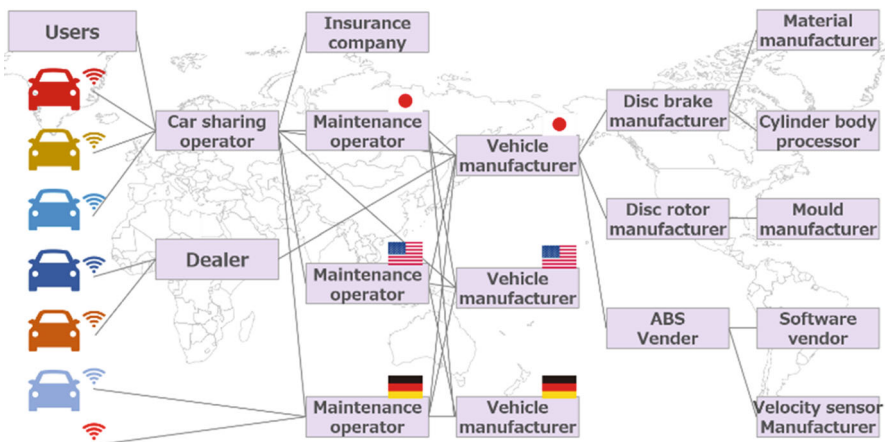 Users
Car sharing
operator
Dealer
Insurance
company
Maintenance
operator
Maintenance
operator
Maintenance
operator
Vehicle
manufacturer
Vehicle
manufacturer
Vehicle
manufacturer
Disc brake
manufacturer
Disc rotor
manufacturer
ABS
Vender
Material
manufacturer
Cylinder body
processor
Mould
manufacturer
Software
vendor
Velocity sensor
Manufacturer